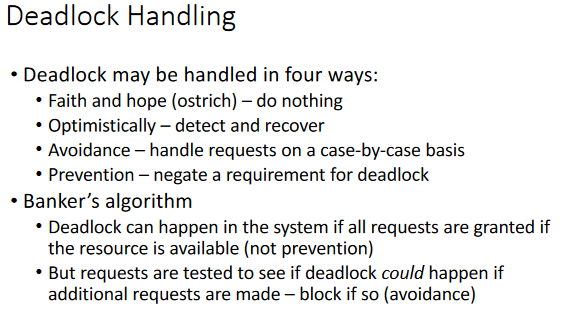 Deadlock Handling
• Deadlock may be handled in four ways:
• Faith and hope (ostrich) – do nothing
• Optimistically – detect and recover
• Avoidance – handle requests on a case-by-case basis
• Prevention – negate a requirement for deadlock
• Banker’s algorithm
• Deadlock can happen in the system if all requests are granted if
the resource is available (not prevention)
• But requests are tested to see if deadlock could happen if
additional requests are made – block if so (avoidance)